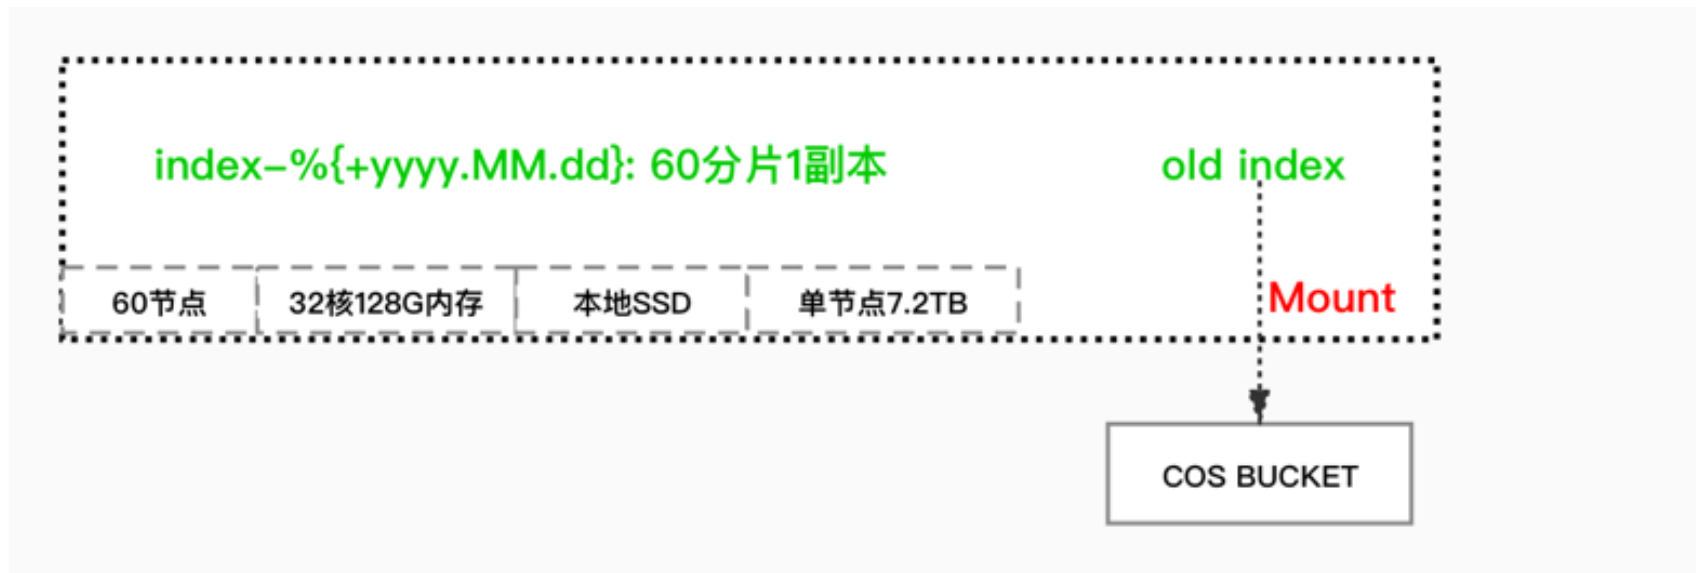 index-%{+yyyy.MM.dd}: 60分片1副本
old index
60节点
32核128G内存
本地SSD
单节点7.2TB
Mount
COS BUCKET